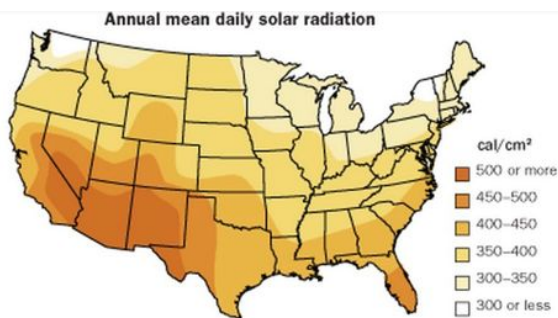 Annual mean daily solar radiation
cal/cm²
500 or more
450–500
400–450
350–400
300–350
300 or less